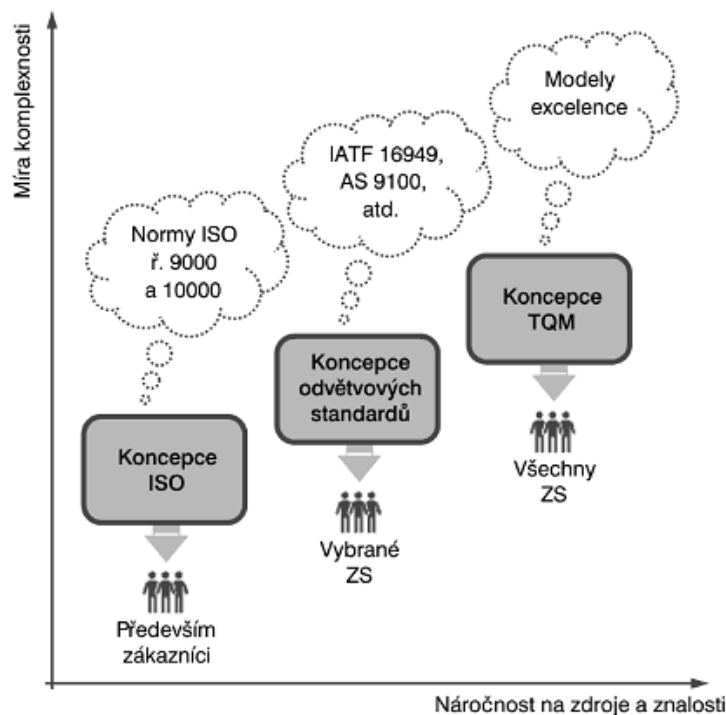 Míra komplexnosti
Modely
excelence
IATF 16949,
AS 9100,
atd.
Normy ISO
ř. 9000
a 10000
Koncepce
TQM
Koncepce
odvětvových
standardů
Koncepce
ISO
Všechny
ZS
Vybrané
ZS
Především
zákazníci
Náročnost na zdroje a znalosti